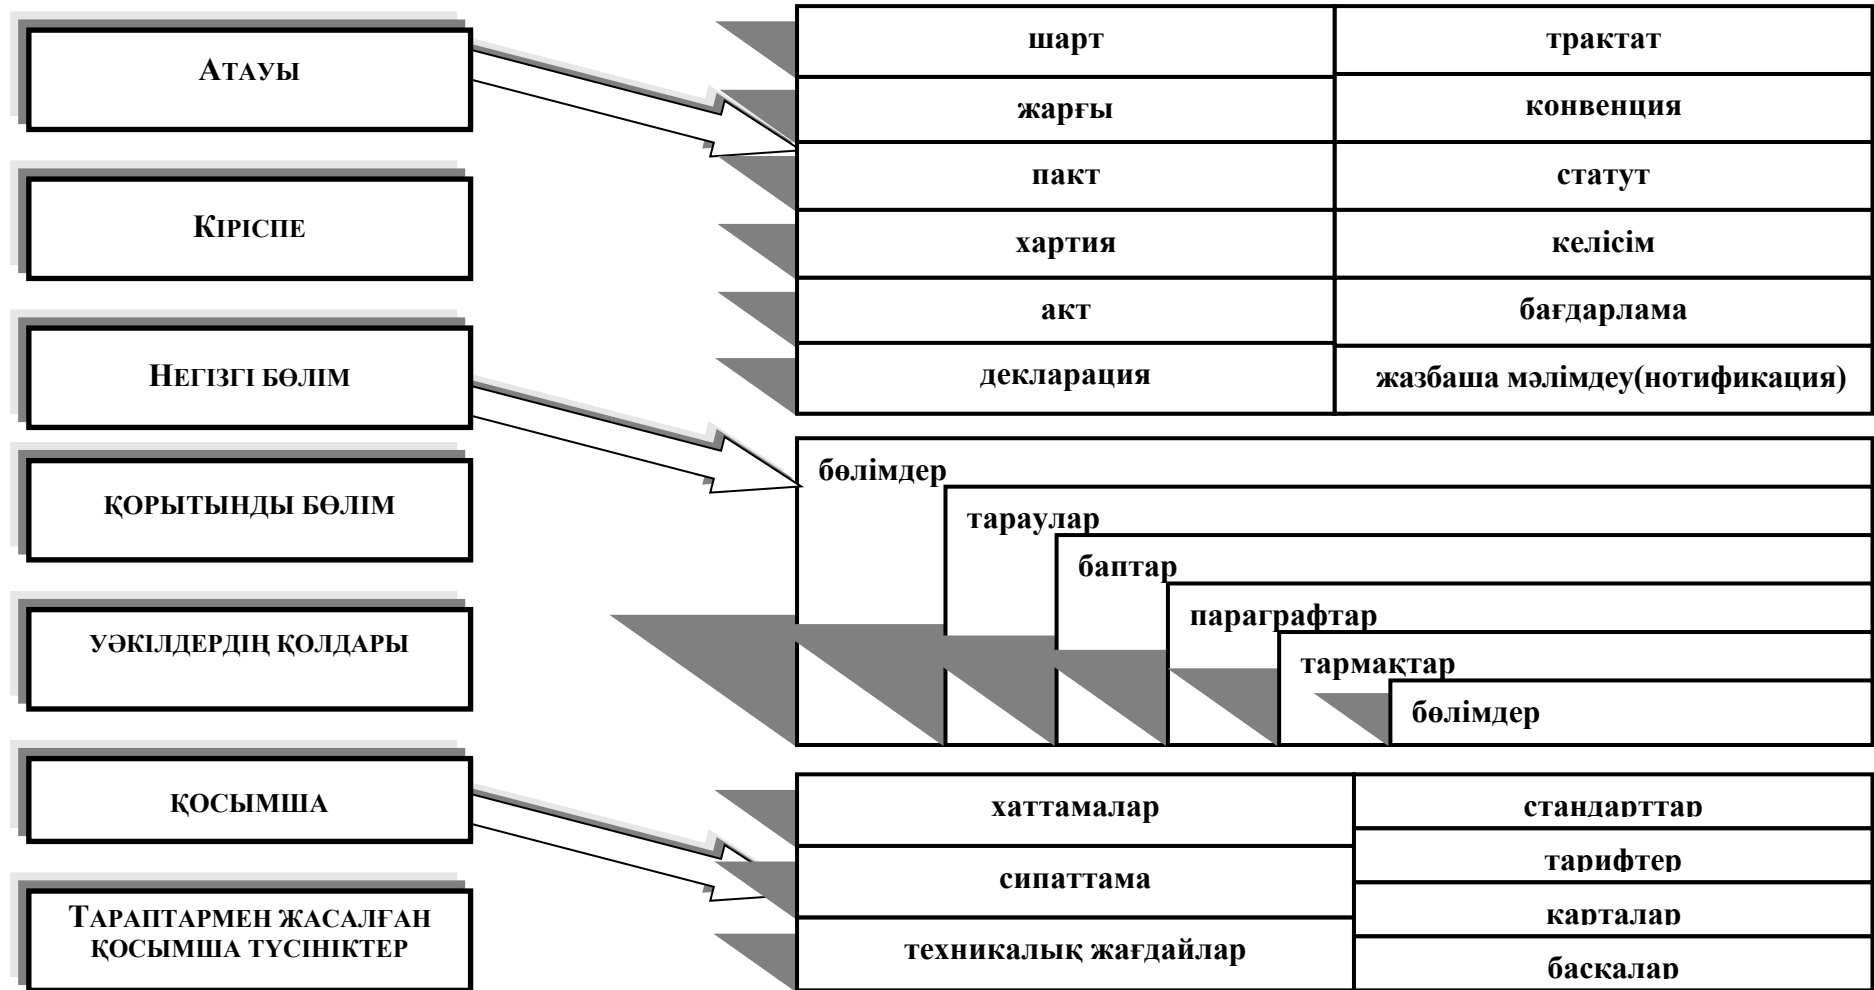 Атауы
Кіріспе
Негізгі бөлім
қорытынды бөлім
уәкілдердің қолдары
қосымша
Тараптармен жасалған
қосымша түсініктер
шарт
трактат
жарғы
конвенция
пакт
статут
хартия
келісім
акт
бағдарлама
декларация
жазбаша мәлімдеу(нотификация)
бөлімдер
тараулар
баптар
параграфтар
тармақтар
бөлімдер
хаттамалар
стандарттар
тарифтер
сипаттама
карталар
техникалық жағдайлар
басқалар